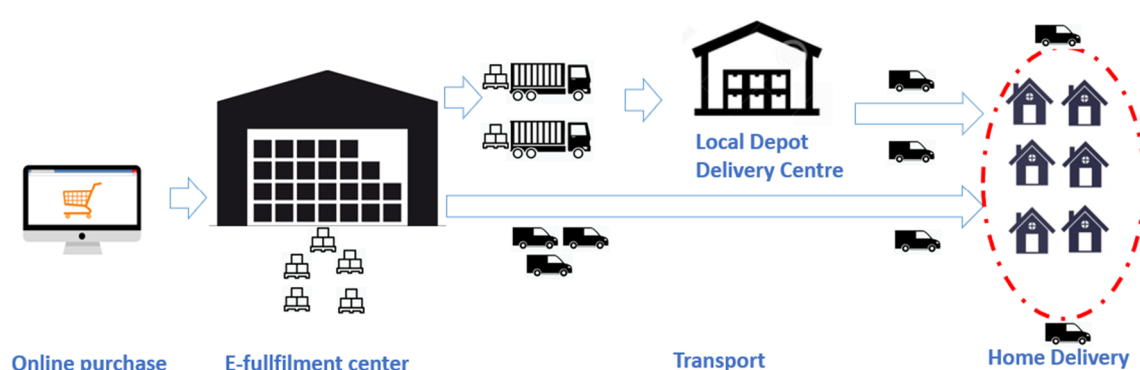 Local Depot
Delivery Centre
Online purchase
E-fullfilment center
Transport
Home Delivery